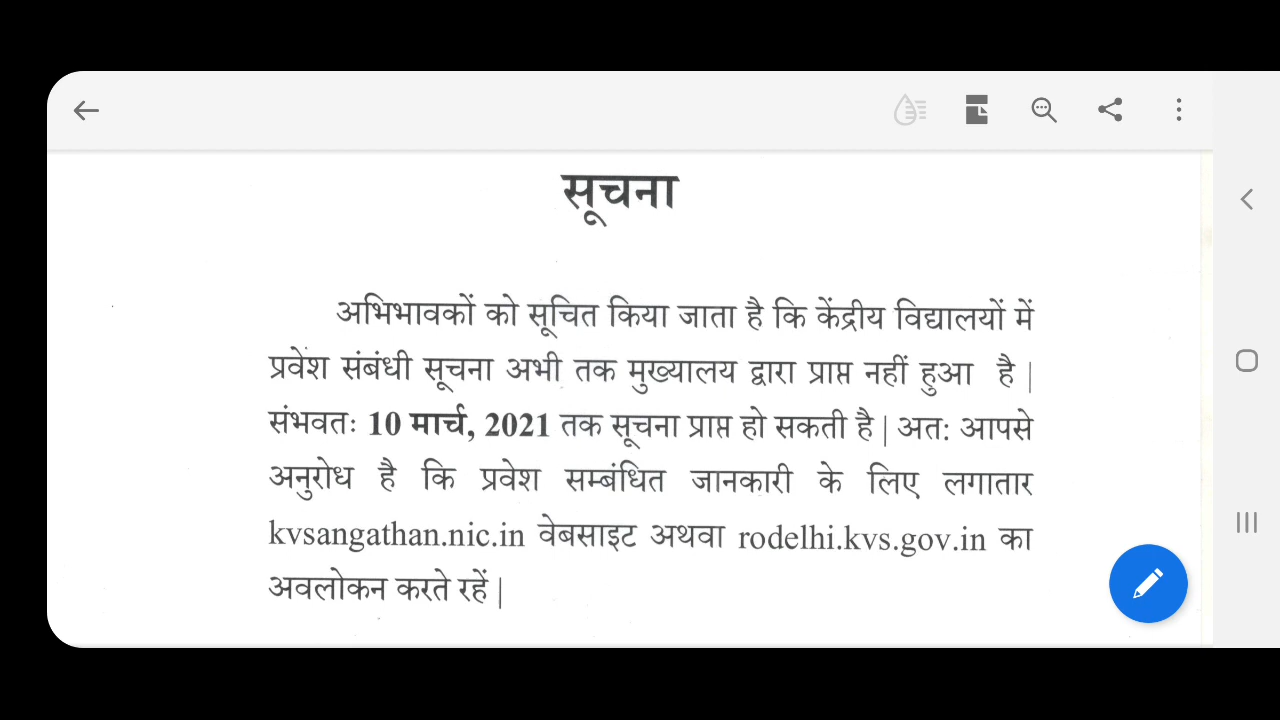 सूचना
अभिभावकों को सूचित किया जाता है कि केंद्रीय विद्यालयों में
प्रवेश संबंधी सूचना अभी तक मुख्यालय द्वारा प्राप्त नहीं हुआ है |
संभवतः 10 मार्च, 2021 तक सूचना प्राप्त हो सकती है | अत: आपसे
अनुरोध है कि प्रवेश सम्बंधित जानकारी के लिए लगातार
kvsangathan.nic.in वेबसाइट अथवा rodelhi.kvs.gov.in का
अवलोकन करते रहें |